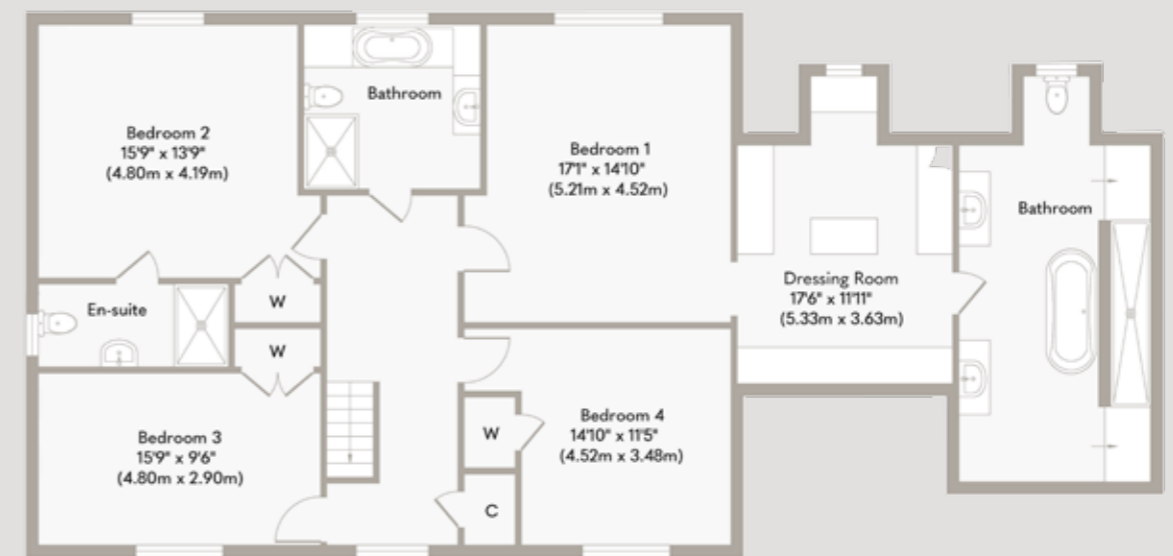 Bedroom 2
15'9" x 13'9"
(4.80m x 4.19m)
Bathroom
Bedroom 1
17'1" x 14'10"
(5.21m x 4.52m)
Bathroom
Dressing Room
17'6" x 11'11"
(5.33m x 3.63m)
En-suite
W
W
Bedroom 3
15'9" x 9'6"
(4.80m x 2.90m)
W
C
Bedroom 4
14'10" x 11'5"
(4.52m x 3.48m)